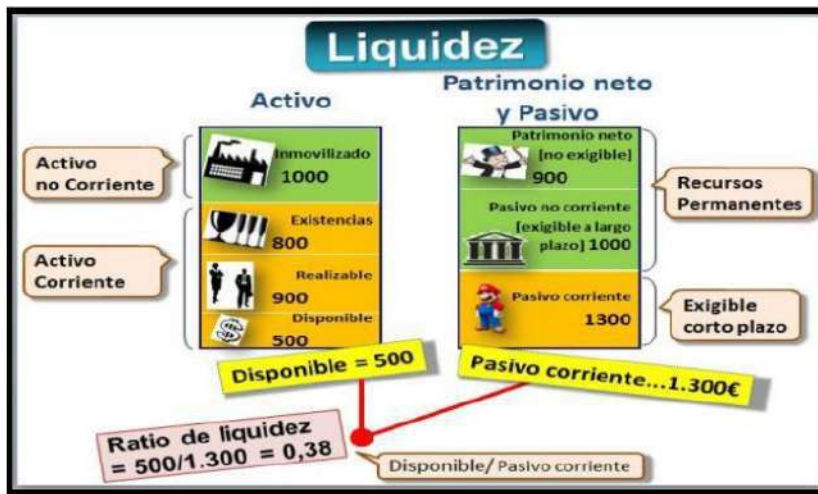 Liquidez
Activo
Patrimonio neto
y Pasivo
Activo
no Corriente
Inmovilizado
1000
Activo
Corriente
Existencias
800
Realizable
900
Disponible
500
Patrimonio neto
[no exigible]
900
Pasivo no corriente
[exigible a largo
plazo] 1000
Pasivo corriente
1300
Recursos
Permanentes
Exigible
corto plazo
Disponible = 500
Pasivo corriente...1.300€
Ratio de liquidez
= 500/1.300 = 0,38
Disponible/ Pasivo corriente